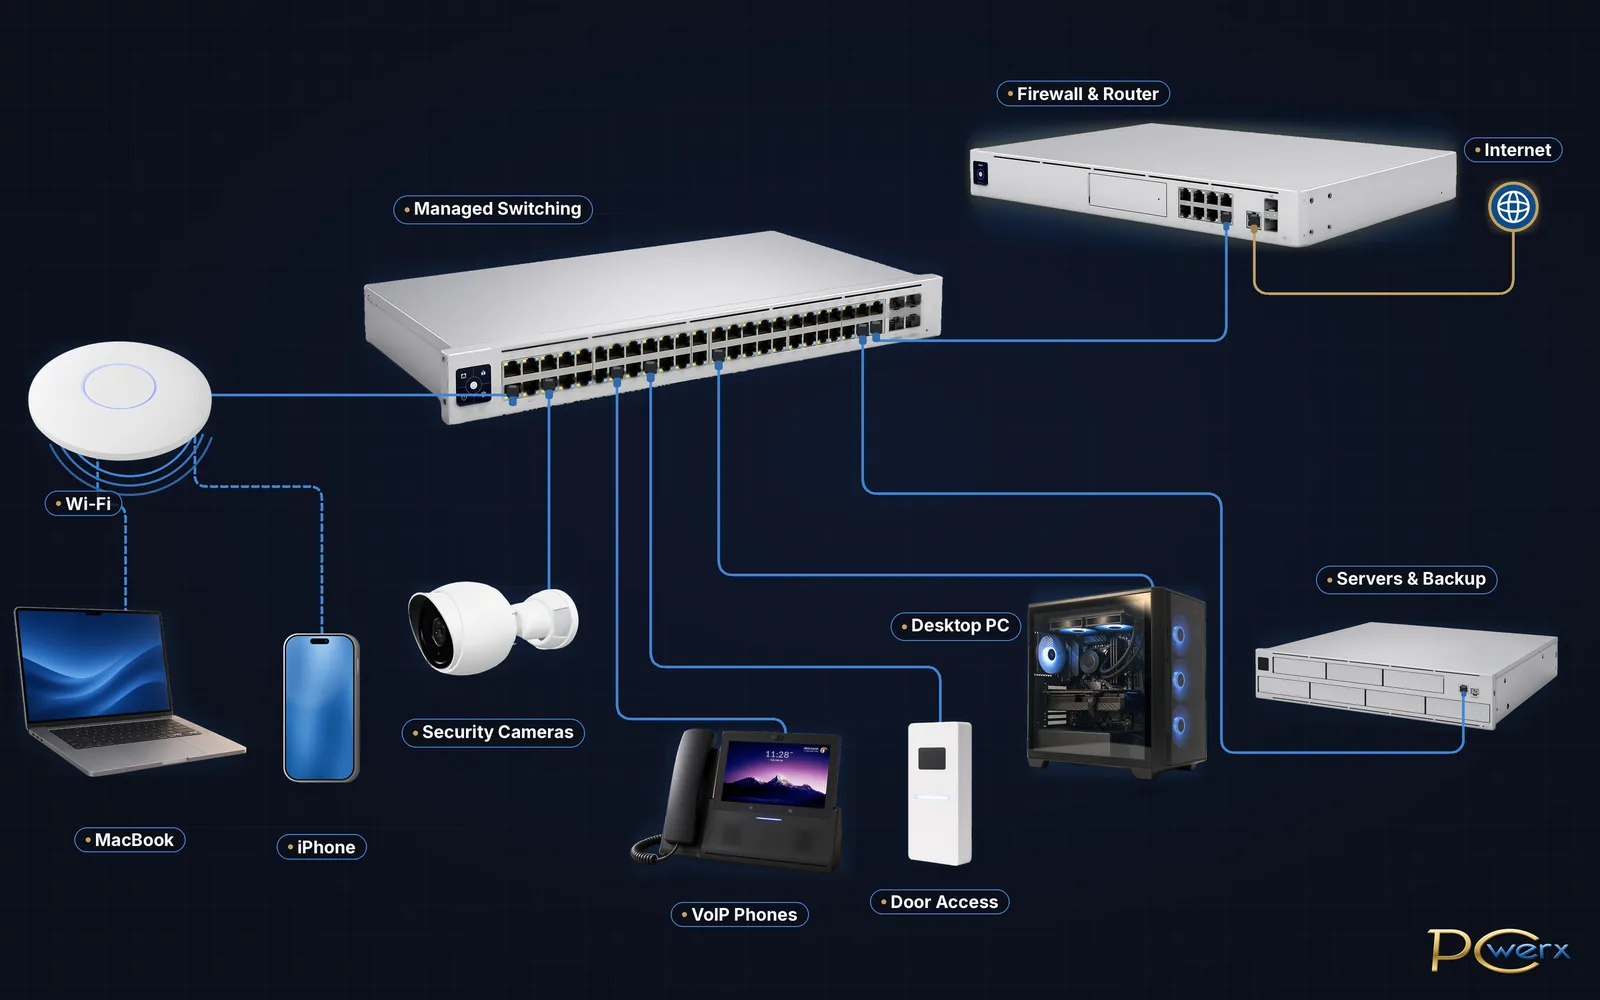 Firewall & Router
Internet
Managed Switching
Wi-Fi
Servers & Backup
Desktop PC
Security Cameras
11:28
MacBook
iPhone
Door Access
VoIP Phones
PCwerx